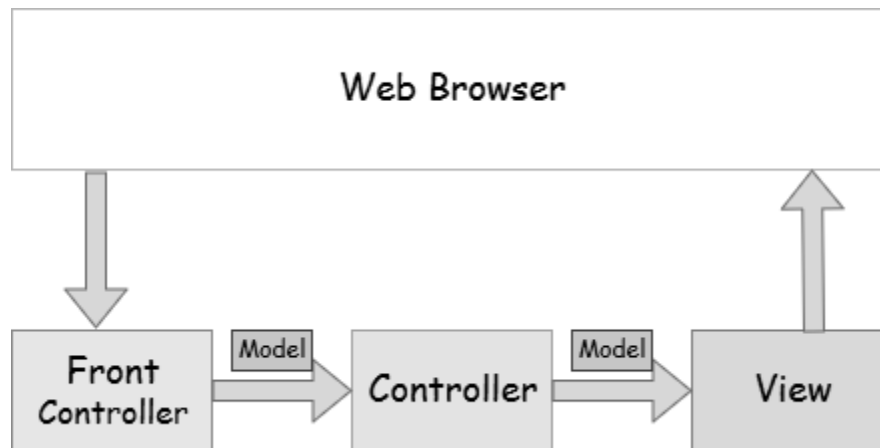 Web Browser
Model
Model
Front
Controller
Controller
View